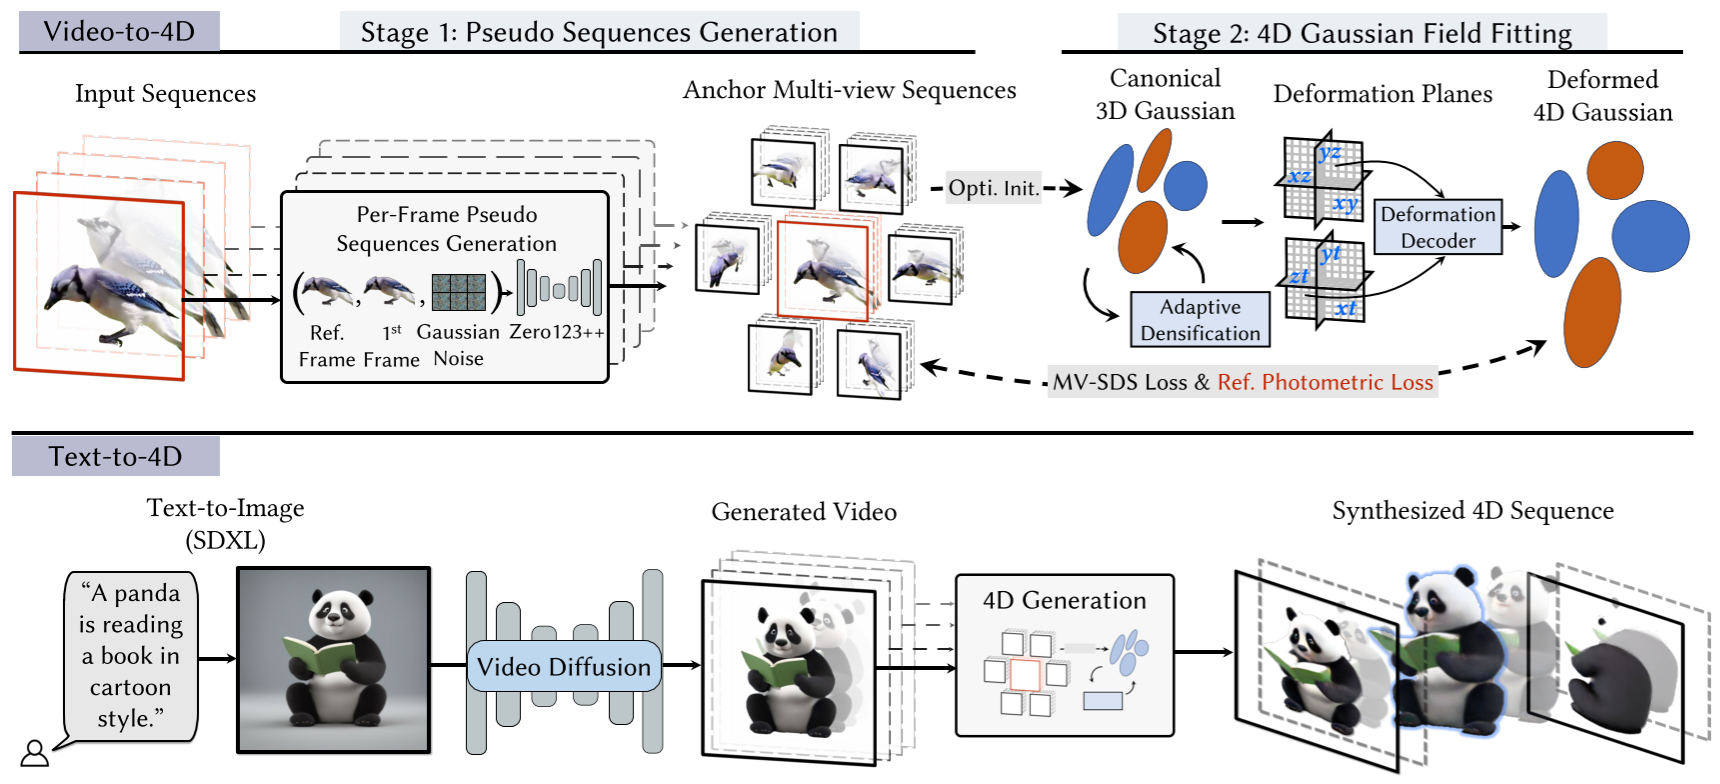 Video-to-4D
Stage 1: Pseudo Sequences Generation
Stage 2: 4D Gaussian Field Fitting
Input Sequences
Per-Frame Pseudo
Sequences Generation
( , , )
Ref.
Frame
1st
Frame
Gaussian
Noise
Zero123++
Anchor Multi-view Sequences
Opti. Init.
Canonical
3D Gaussian
Adaptive
Densification
Deformation Planes
yz
xz
xy
yt
zt
xt
Deformation
Decoder
Deformed
4D Gaussian
MV-SDS Loss & Ref. Photometric Loss
Text-to-4D
Text-to-Image
(SDXL)
“A panda
is reading
a book in
cartoon
style.”
Video Diffusion
Generated Video
4D Generation
Synthesized 4D Sequence